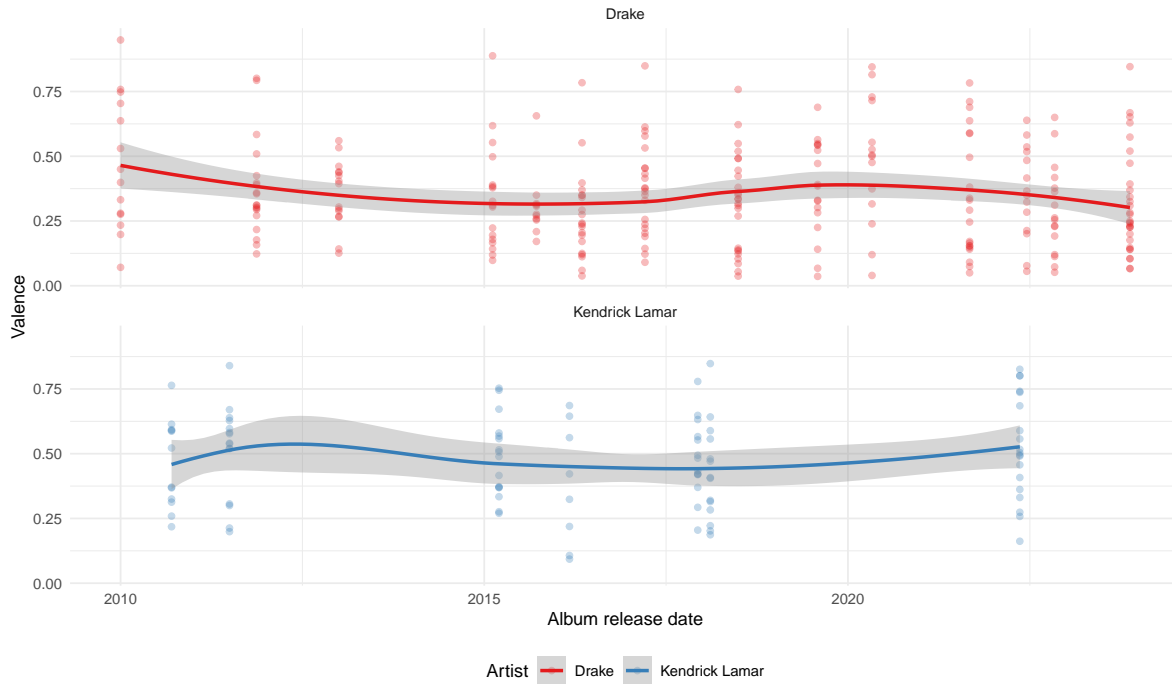 Drake
0.75
0.50
0.25
0.00
Kendrick Lamar
0.75
0.50
0.25
0.00
Valence
2010 2015 2020
Album release date
Artist Drake Kendrick Lamar